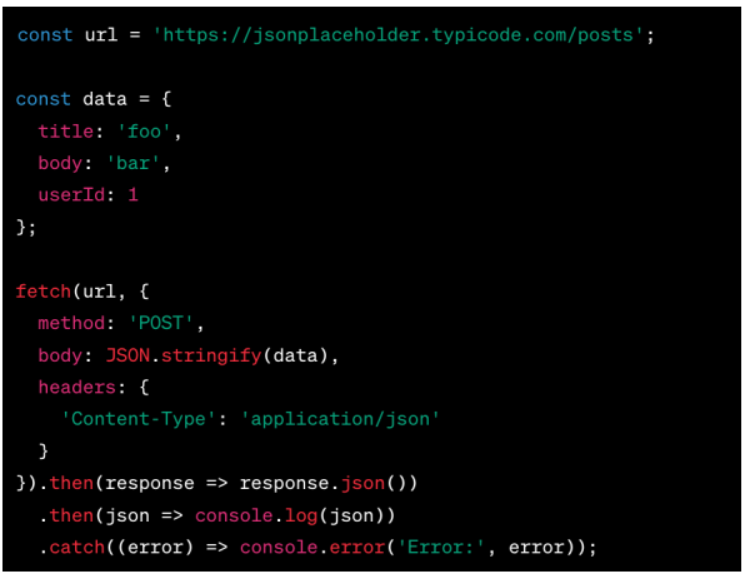 const url = 'https://jsonplaceholder.typicode.com/posts';
const data = {
  title: 'foo',
  body: 'bar',
  userId: 1
};
fetch(url, {
  method: 'POST',
  body: JSON.stringify(data),
  headers: {
    'Content-Type': 'application/json'
  }
}).then(response => response.json())
  .then(json => console.log(json))
  .catch((error) => console.error('Error:', error));